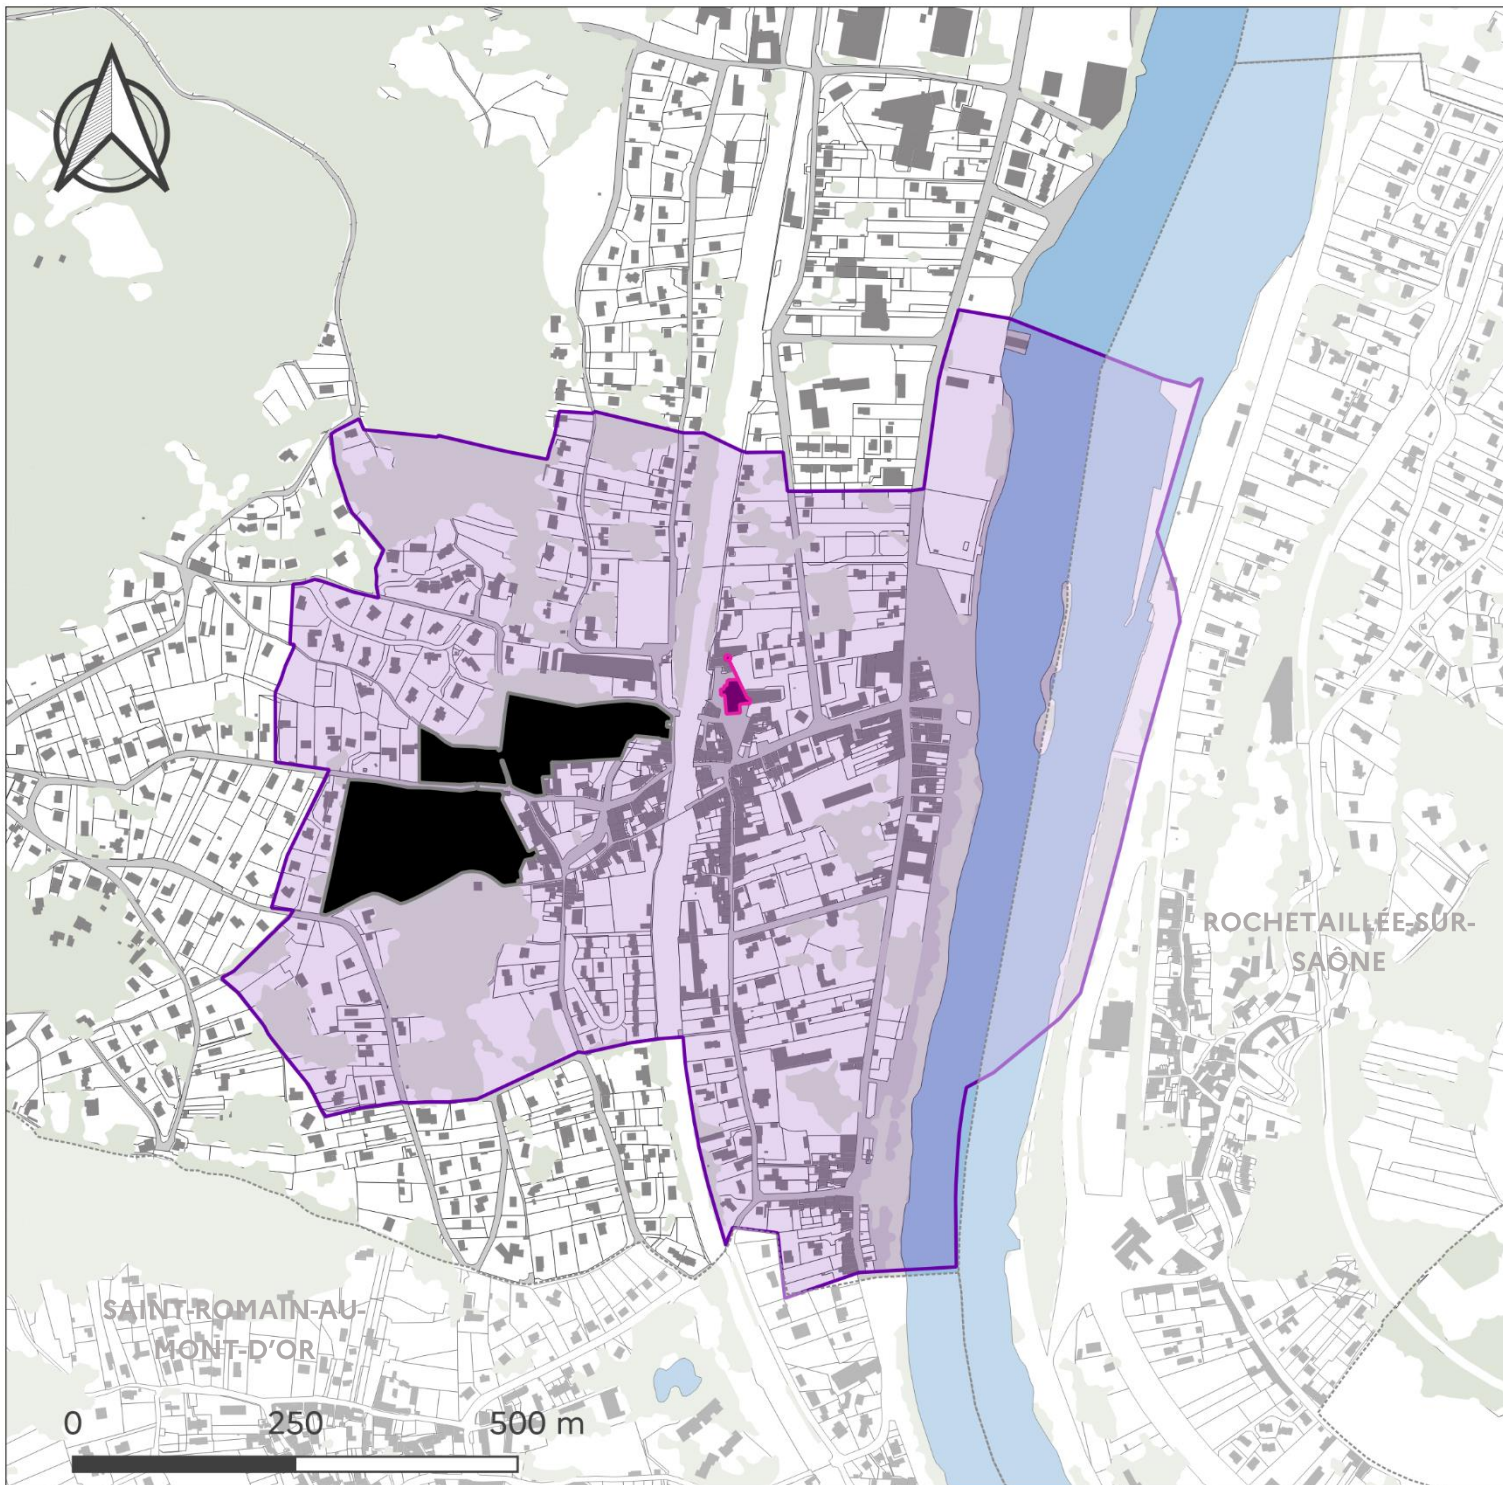 ROCHETAILLÉE-SUR-
SAÔNE
SAINT-ROMAIN-AU-
MONT-D'OR
0 250 500 m